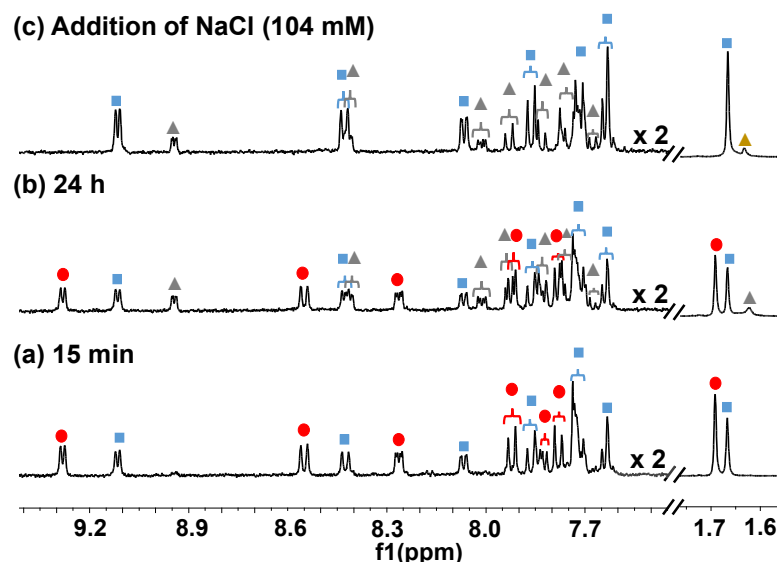 (c) Addition of NaCl (104 mM)
x 2
(b) 24 h
x 2
(a) 15 min
x 2
9.2 8.9 8.6 8.3 8.0 7.7 1.7 1.6
f1(ppm)